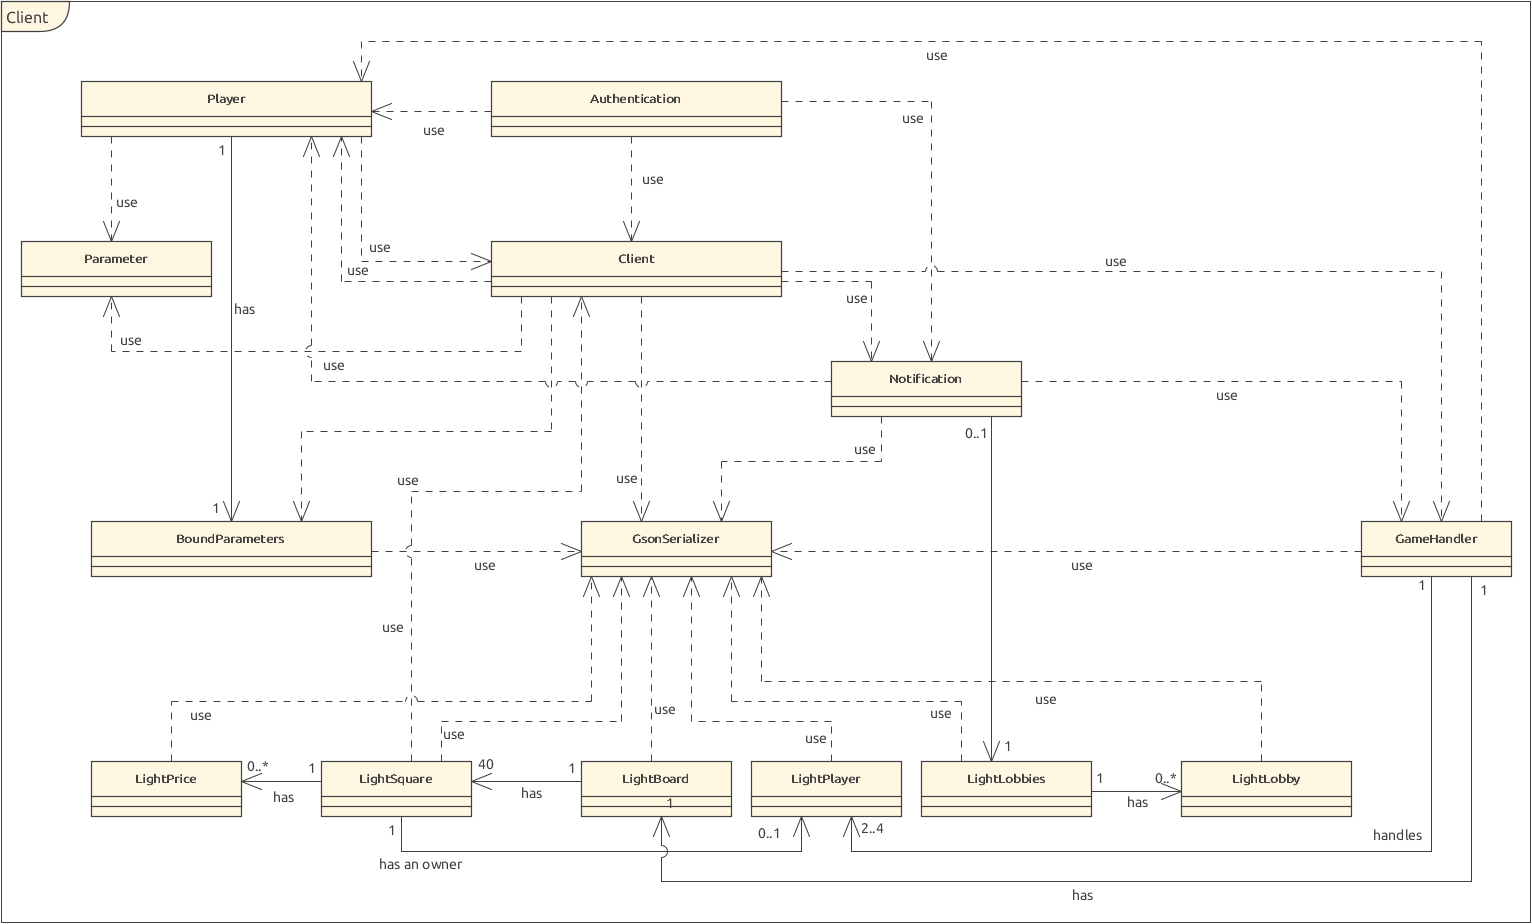 Client
use
Player
Authentication
use
use
1
use
use
Parameter
Client
use
use
use
use
has
use
use
Notification
use
0..1
use
use
use
1
BoundParameters
GsonSerializer
GameHandler
use
use
1
1
use
use
use
use
use
use
use
0..*
1
40
1
1
1
0..*
LightPrice
LightSquare
LightBoard
LightPlayer
LightLobbies
LightLobby
has
has
has
1
1
0..1
2..4
handles
has an owner
has